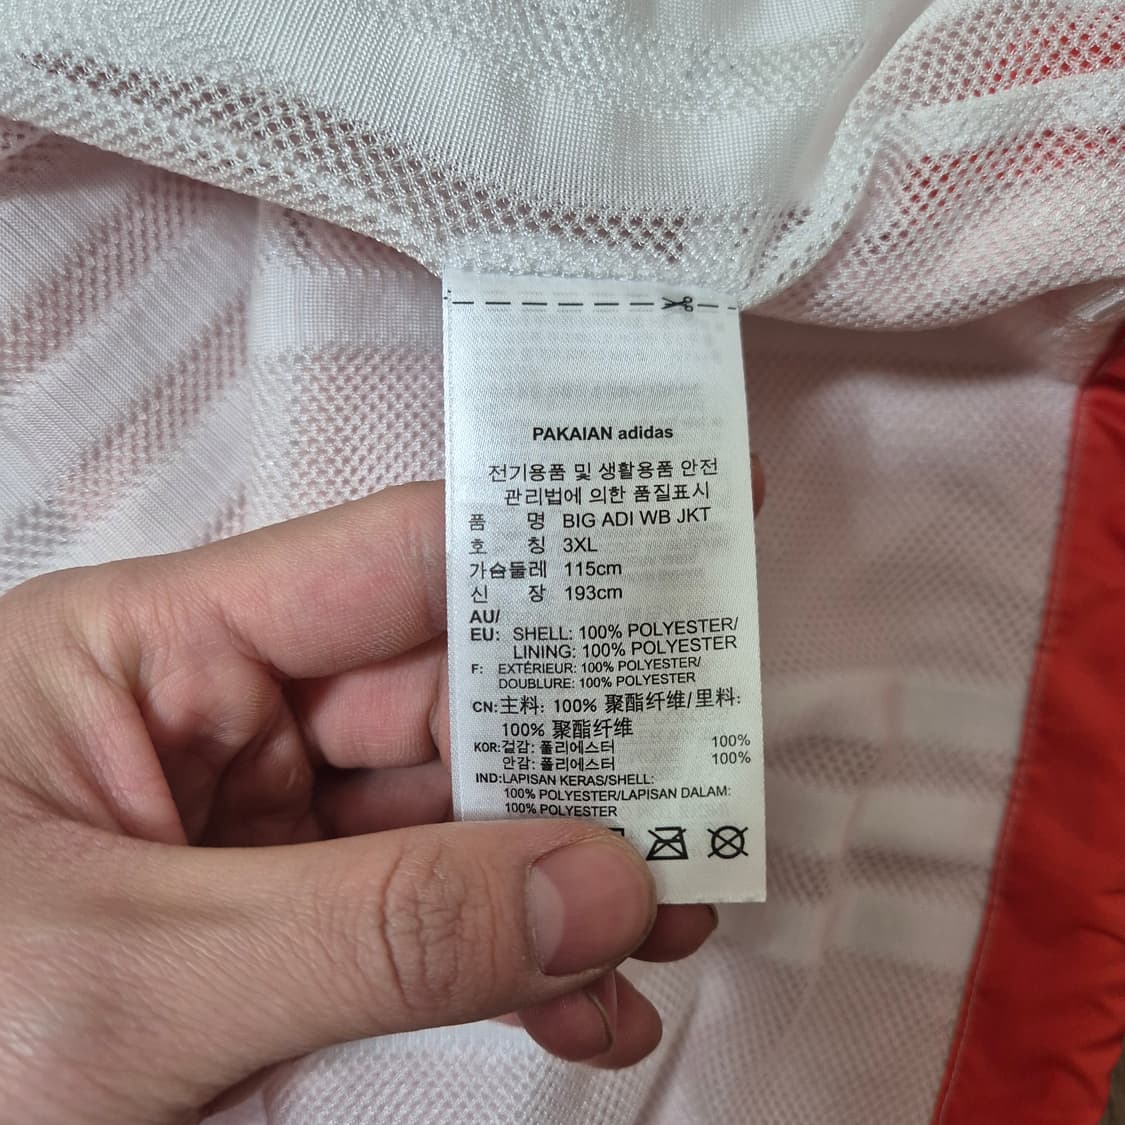 PAKAIAN adidas
전기용품 및 생활용품 안전
관리법에 의한 품질표시
품 명 BIG ADI WB JKT
호 칭 3XL
가슴둘레 115cm
신 장 193cm
AU/
EU: SHELL: 100% POLYESTER/
LINING: 100% POLYESTER
F: EXTÉRIEUR: 100% POLYESTER/
DOUBLURE: 100% POLYESTER
CN: 主料: 100% 聚酯纤维/里料:
100% 聚酯纤维
KOR: 겉감: 폴리에스터 100%
안감: 폴리에스터 100%
IND: LAPISAN KERAS/SHELL:
100% POLYESTER/LAPISAN DALAM:
100% POLYESTER